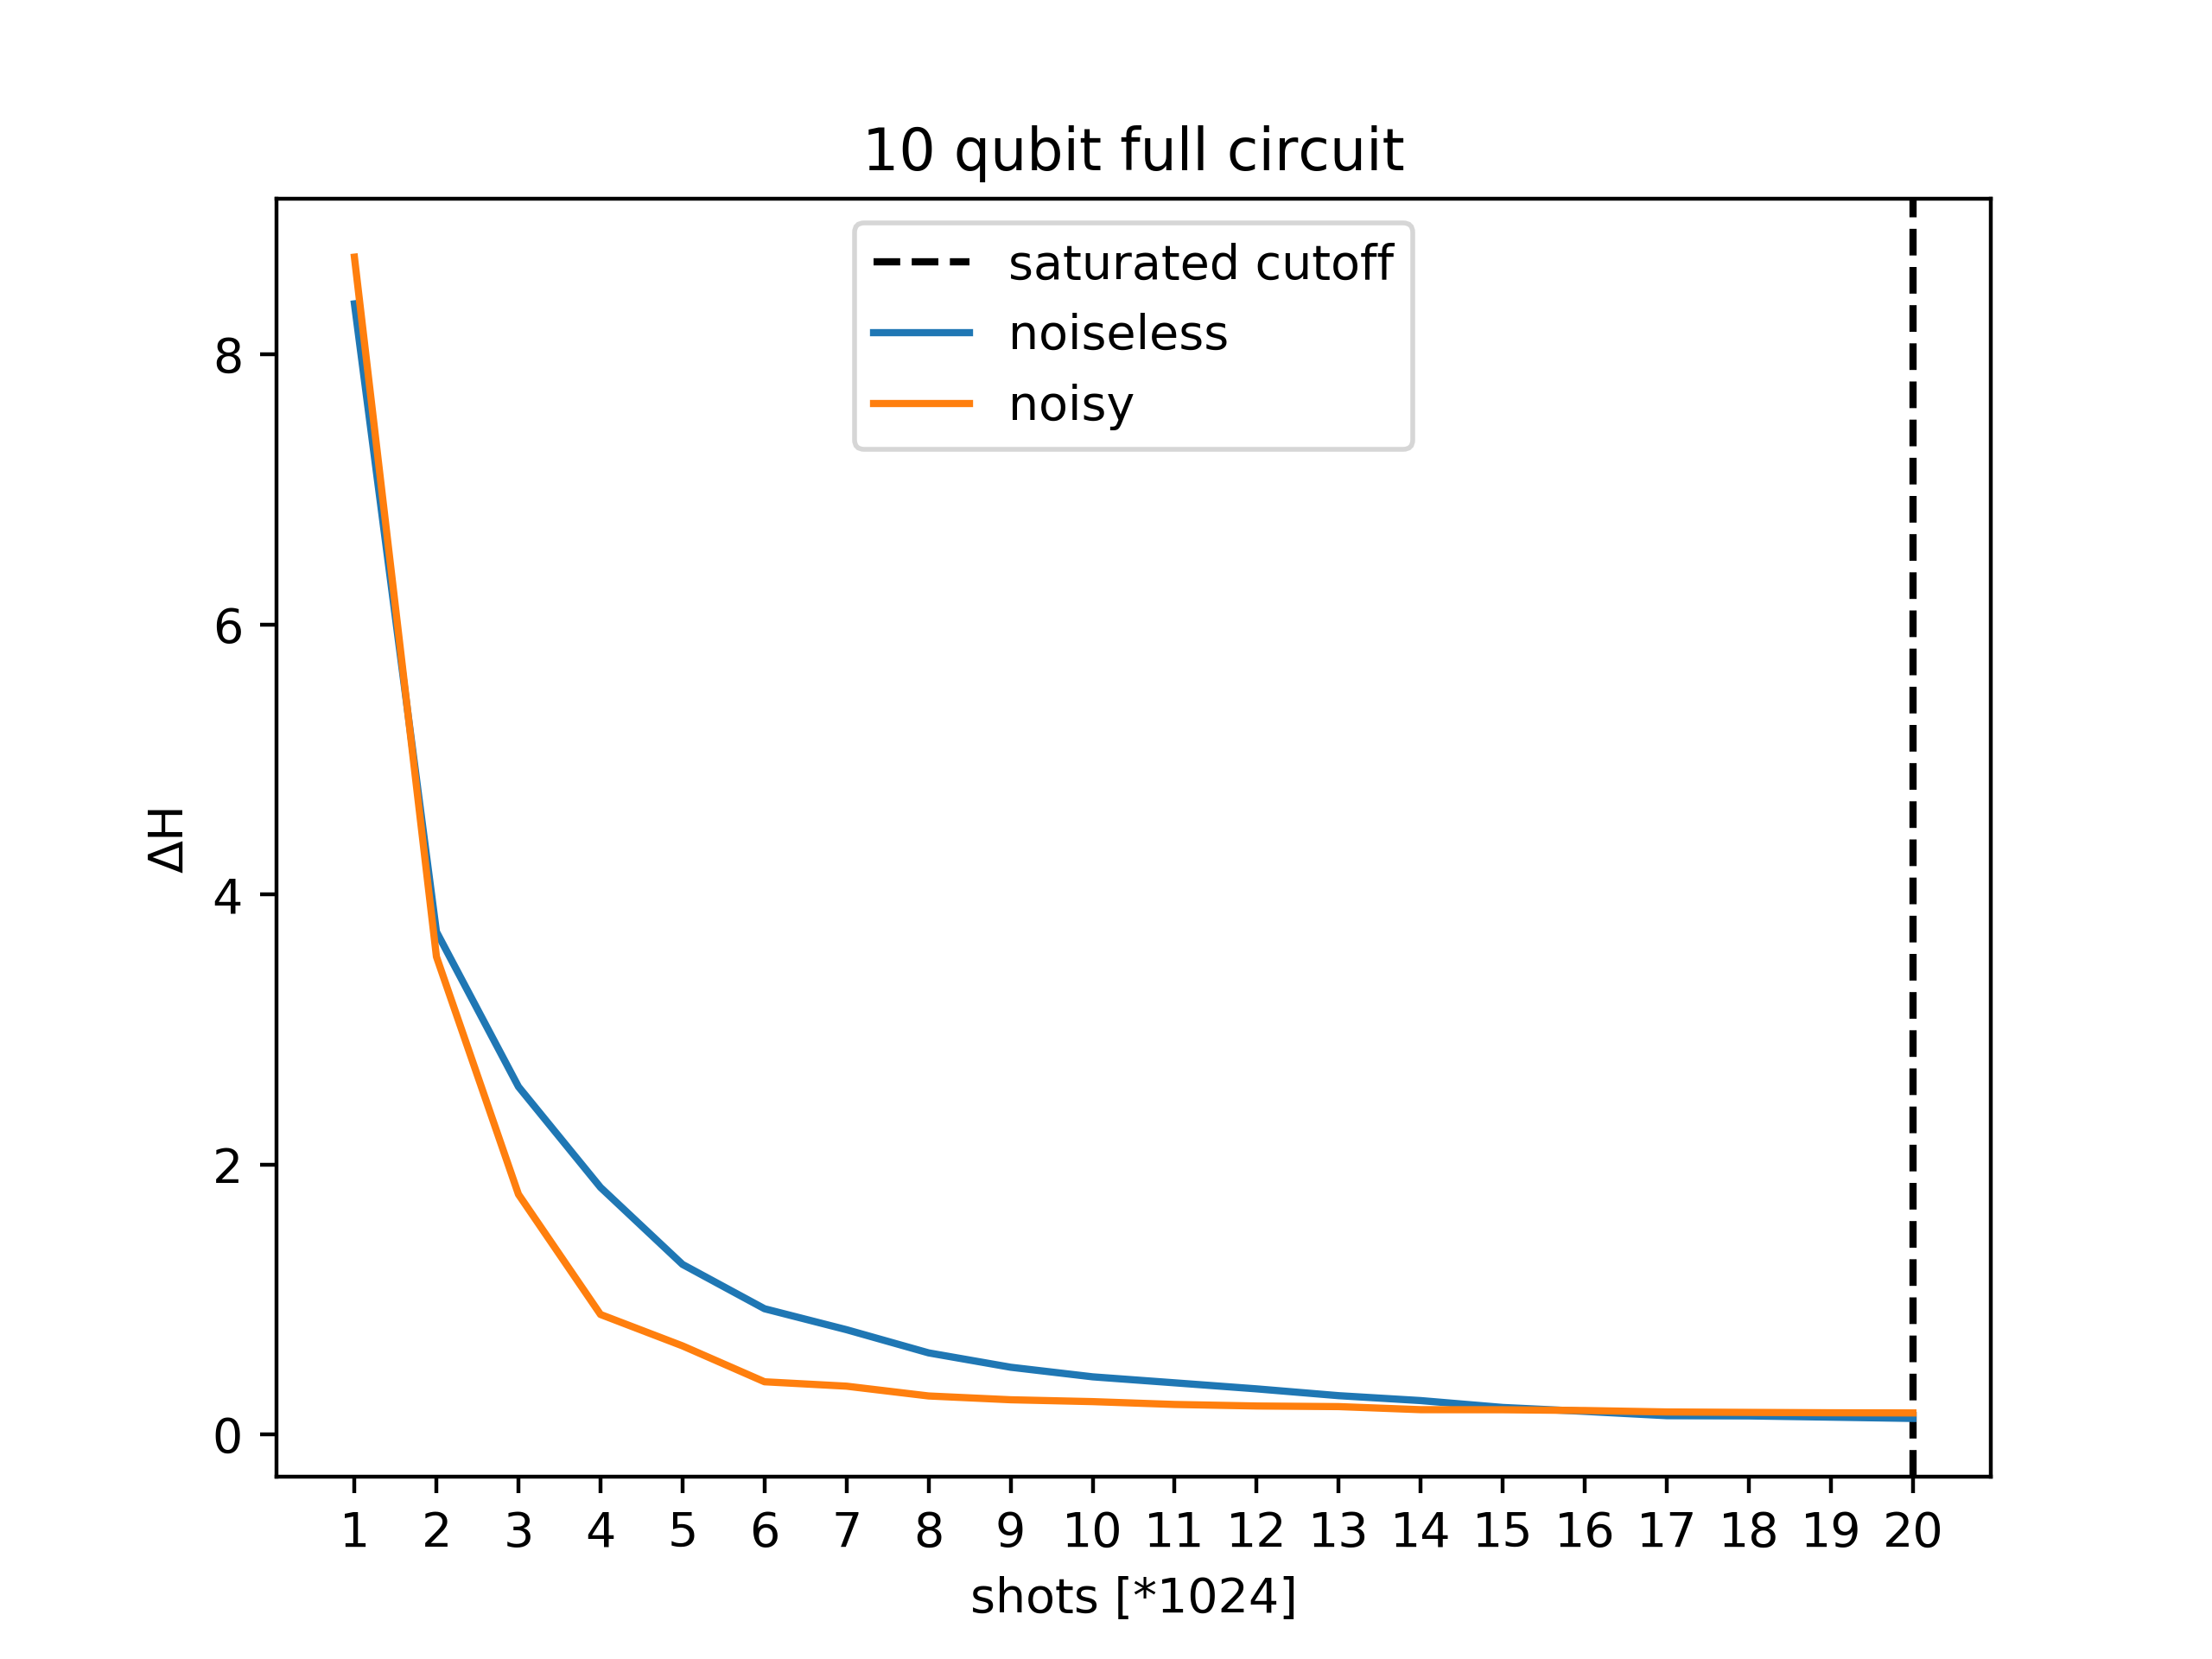 10 qubit full circuit
saturated cutoff
noiseless
noisy
8
6
4
2
0
ΔH
1 2 3 4 5 6 7 8 9 10 11 12 13 14 15 16 17 18 19 20
shots [*1024]